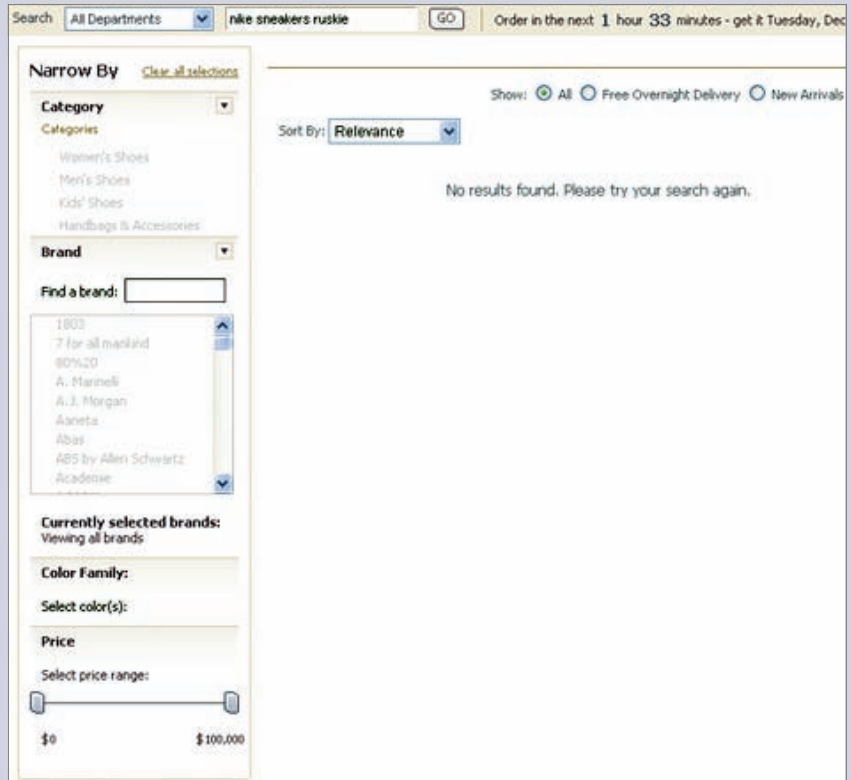 Search All Departments nike sneakers ruskie GO Order in the next 1 hour 33 minutes - get it Tuesday, Dec
Narrow By Clear all selections
Show: All Free Overnight Delivery New Arrivals
Category
Categories
Sort By: Relevance
Women's Shoes
Men's Shoes
Kids' Shoes
Handbags & Accessories
No results found. Please try your search again.
Brand
Find a brand:
1803
7 for all mankind
80%20
A. Marinelli
A.J. Morgan
Aaneta
Abas
ABS by Allen Schwartz
Academie
Currently selected brands:
Viewing all brands
Color Family:
Select color(s):
Price
Select price range:
$0 $100,000